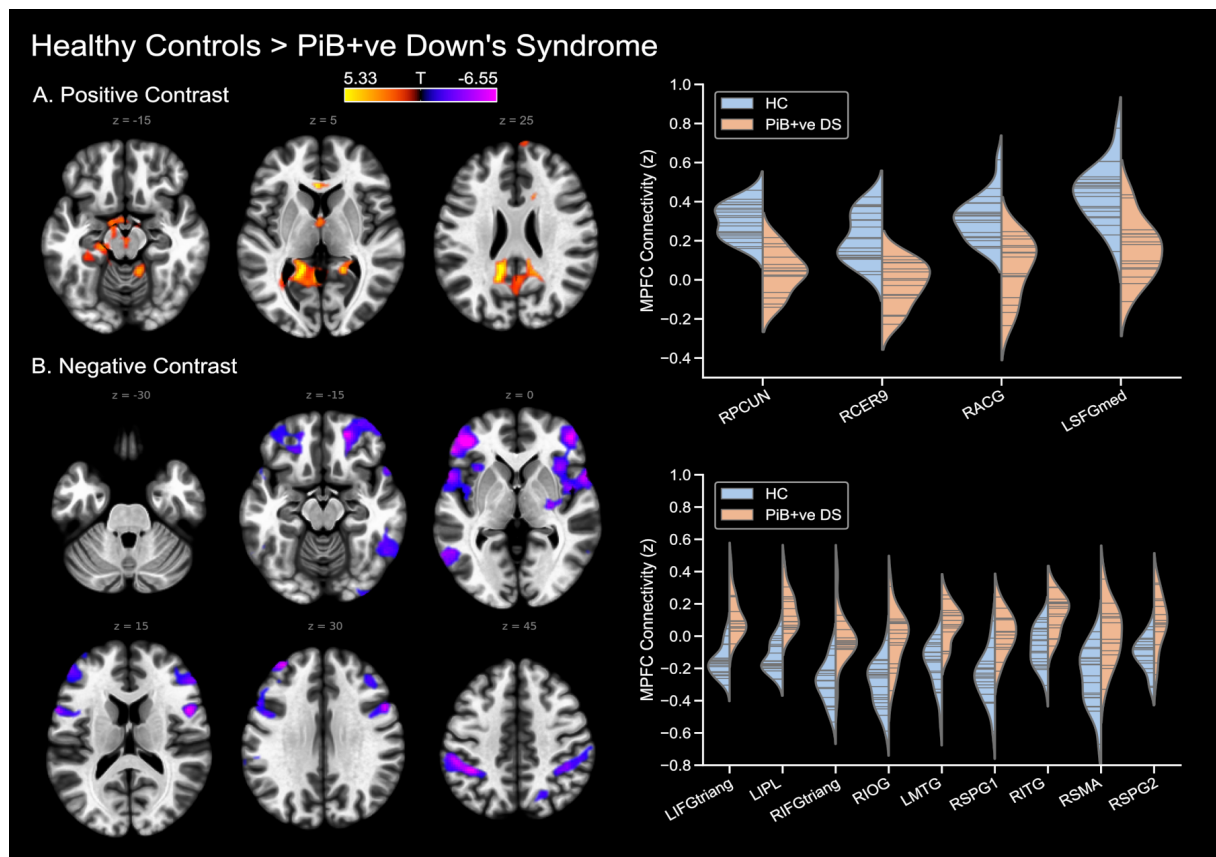 Healthy Controls > PiB+ve Down's Syndrome
5.33 T -6.55
A. Positive Contrast
z = -15
z = 5
z = 25
B. Negative Contrast
z = -30
z = -15
z = 0
z = 15
z = 30
z = 45
MPFC Connectivity (z)
1.0
0.8
0.6
0.4
0.2
0.0
−0.2
−0.4
HC
PiB+ve DS
RPCUN
RCER9
RACG
LSFGmed
MPFC Connectivity (z)
1.0
0.8
0.6
0.4
0.2
0.0
−0.2
−0.4
−0.6
−0.8
HC
PiB+ve DS
LIFGtriang
LIPL
RIFGtriang
RIOG
LMTG
RSPG1
RITG
RSMA
RSPG2